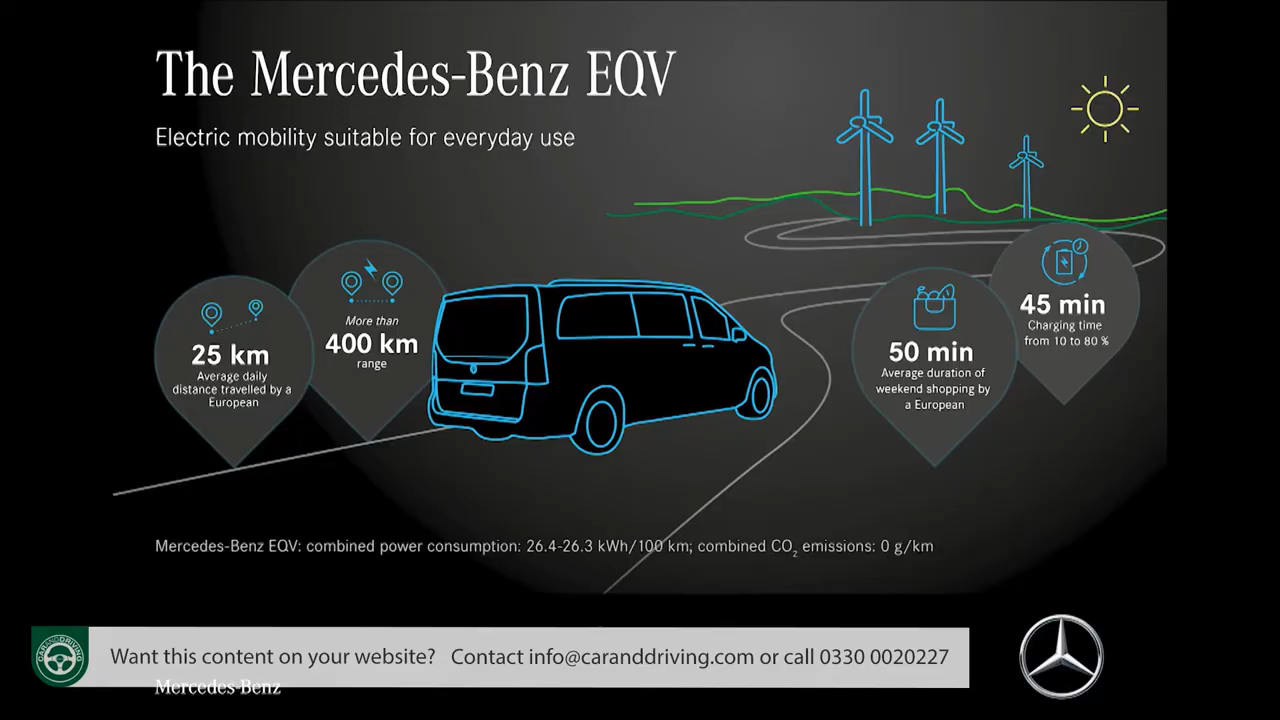 The Mercedes-Benz EQV
Electric mobility suitable for everyday use
25 km
Average daily
distance travelled by a
European
More than
400 km
range
50 min
Average duration of
weekend shopping by
a European
45 min
Charging time
from 10 to 80 %
Mercedes-Benz EQV: combined power consumption: 26.4-26.3 kWh/100 km; combined CO₂ emissions: 0 g/km
CARANDDRIVING
Want this content on your website? Contact info@caranddriving.com or call 0330 0020227
Mercedes-Benz